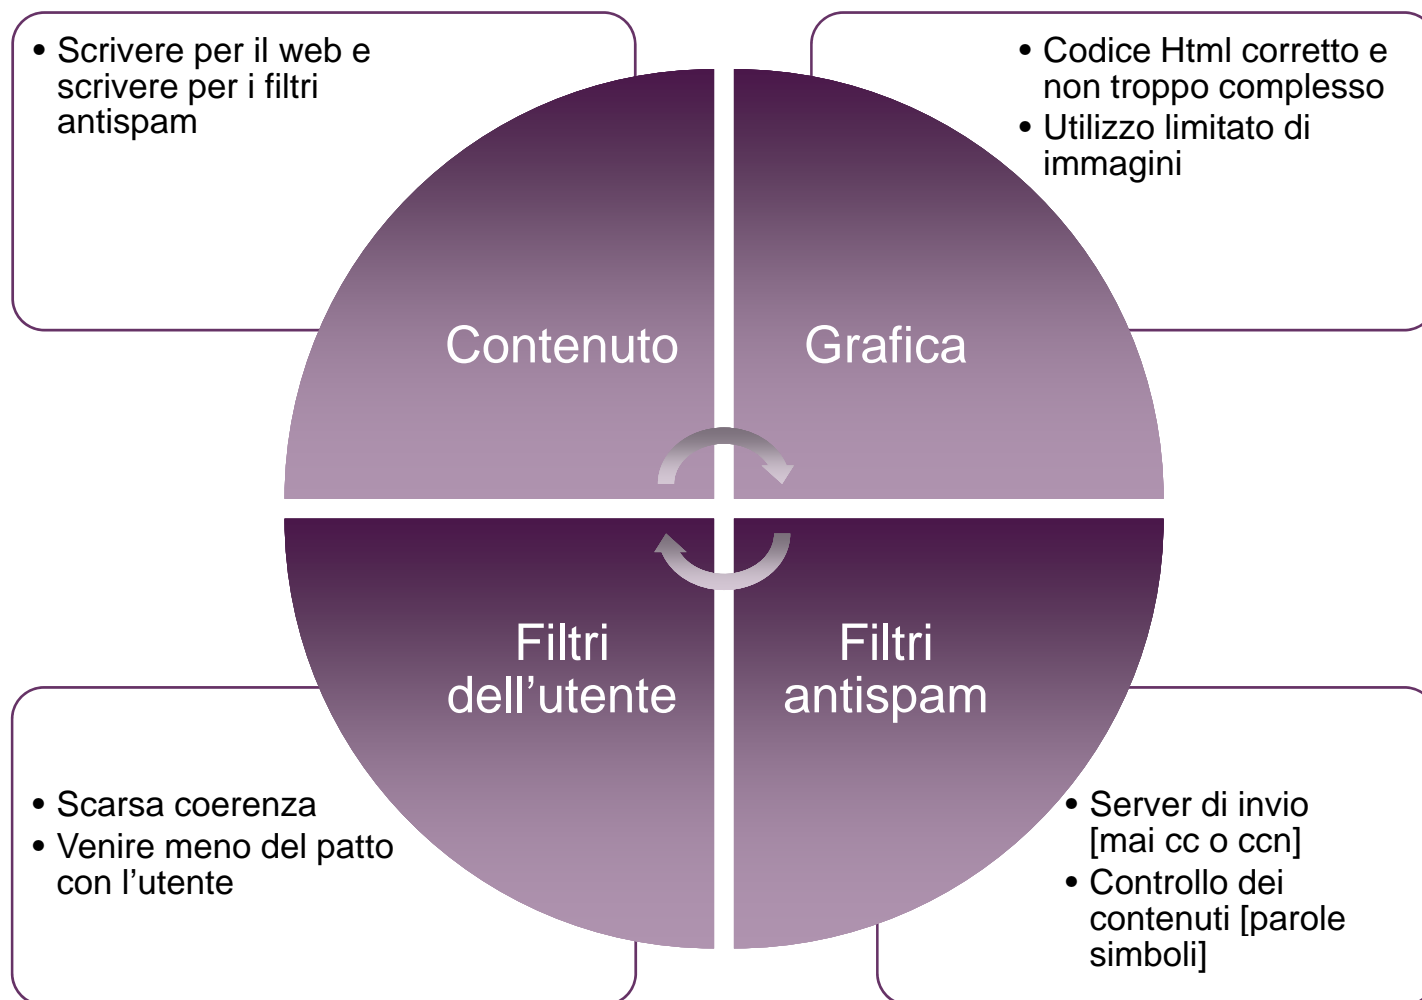 • Scrivere per il web e
scrivere per i filtri
antispam
• Codice Html corretto e
non troppo complesso
• Utilizzo limitato di
immagini
Contenuto
Grafica
Filtri
dell’utente
Filtri
antispam
• Scarsa coerenza
• Venire meno del patto
con l’utente
• Server di invio
[mai cc o ccn]
• Controllo dei
contenuti [parole
simboli]